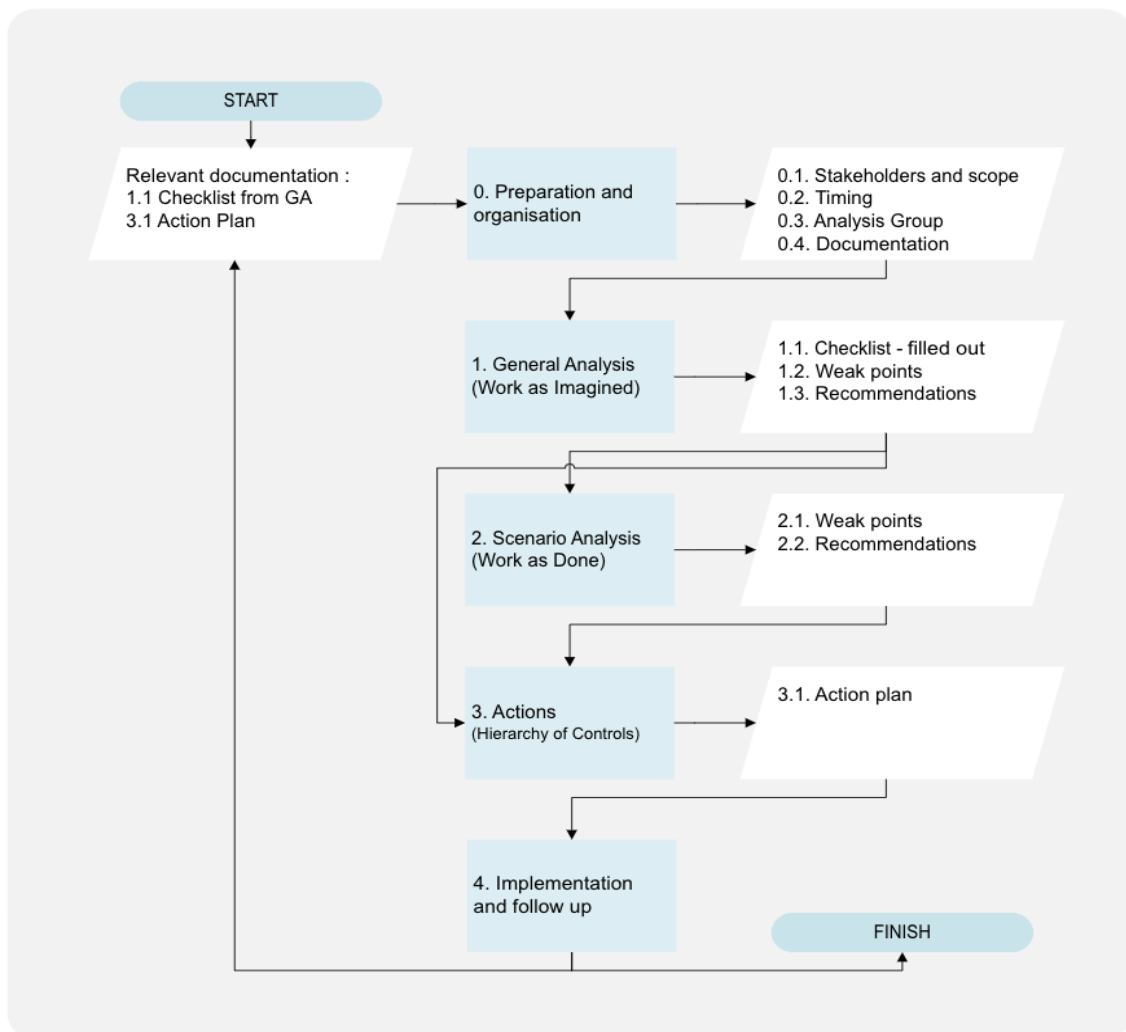 START
Relevant documentation :
1.1 Checklist from GA
3.1 Action Plan
0. Preparation and
organisation
0.1. Stakeholders and scope
0.2. Timing
0.3. Analysis Group
0.4. Documentation
1. General Analysis
(Work as Imagined)
1.1. Checklist - filled out
1.2. Weak points
1.3. Recommendations
2. Scenario Analysis
(Work as Done)
2.1. Weak points
2.2. Recommendations
3. Actions
(Hierarchy of Controls)
3.1. Action plan
4. Implementation
and follow up
FINISH